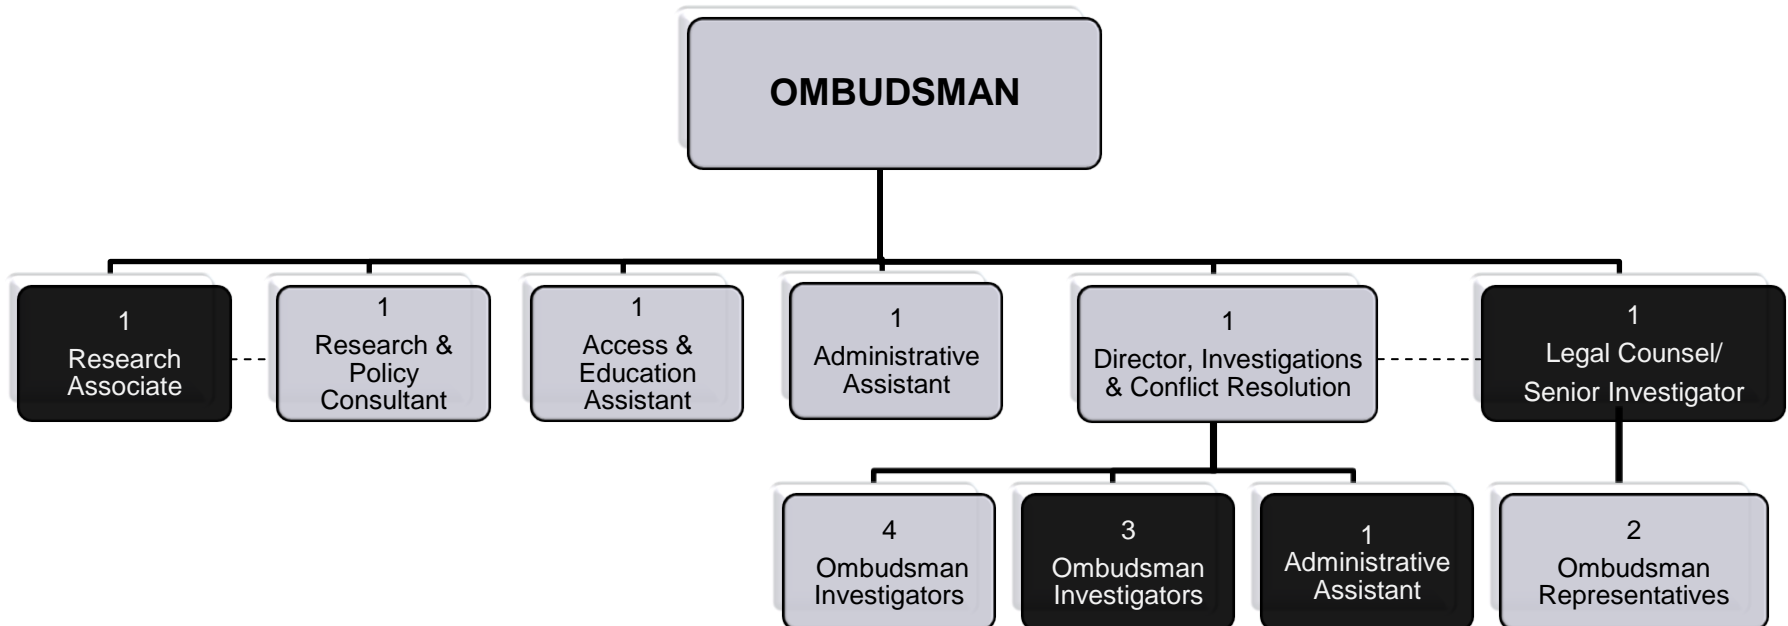 OMBUDSMAN
1
Research
Associate
1
Research &
Policy
Consultant
1
Access &
Education
Assistant
1
Administrative
Assistant
1
Director, Investigations
& Conflict Resolution
1
Legal Counsel/
Senior Investigator
4
Ombudsman
Investigators
3
Ombudsman
Investigators
1
Administrative
Assistant
2
Ombudsman
Representatives